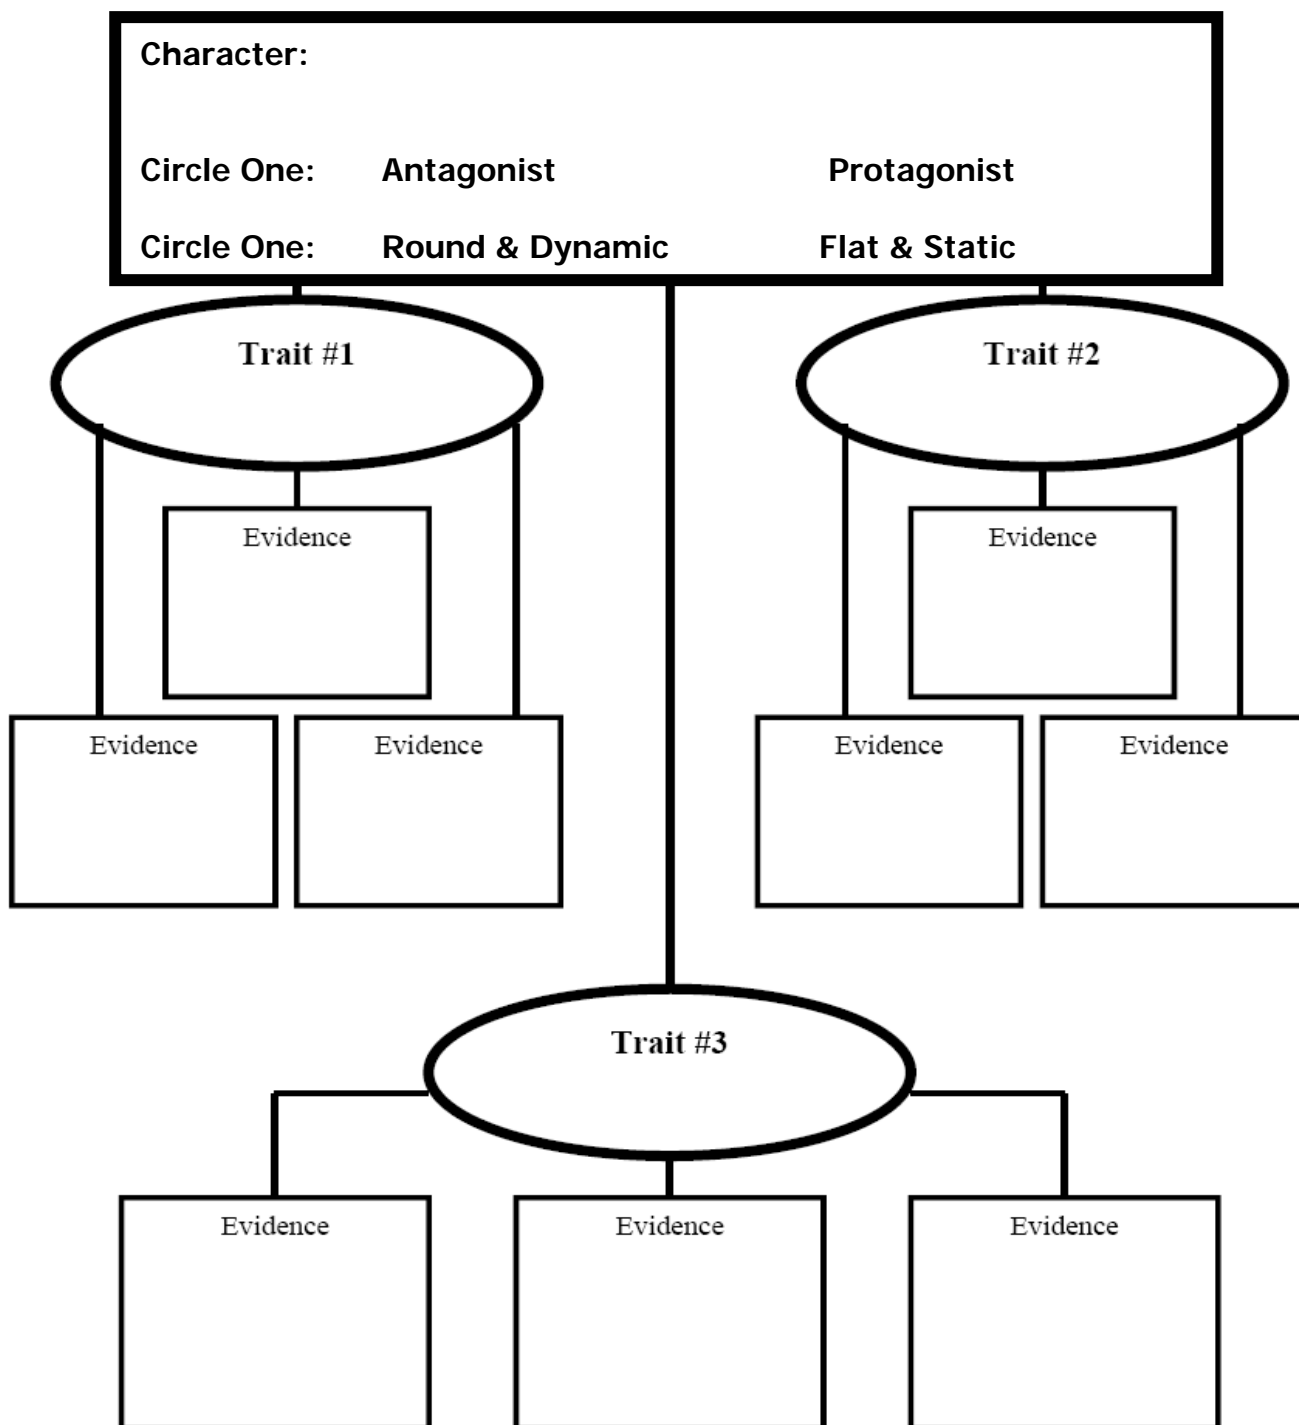 Character:
Circle One: Antagonist Protagonist
Circle One: Round & Dynamic Flat & Static
Trait #1 Trait #2
Evidence Evidence
Evidence Evidence Evidence Evidence
Trait #3
Evidence Evidence Evidence